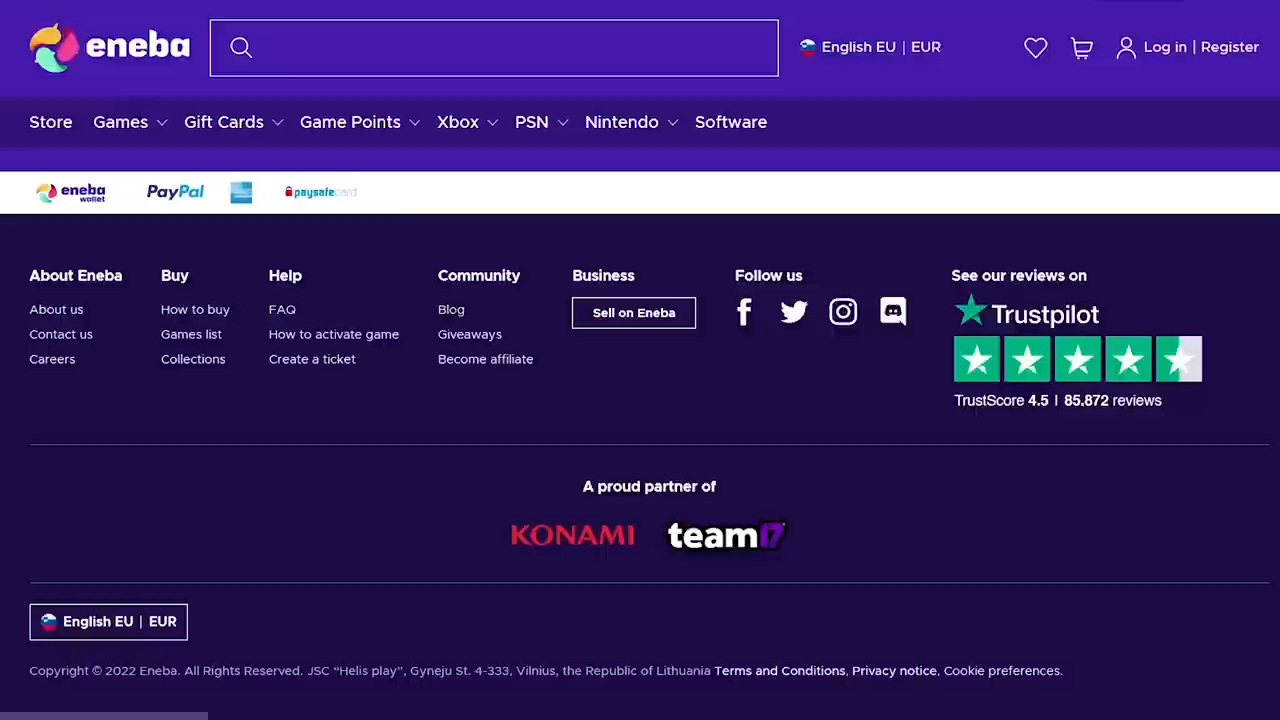 eneba
English EU | EUR
Log in | Register
Store Games Gift Cards Game Points Xbox PSN Nintendo Software
eneba wallet PayPal paysafecard
About Eneba Buy Help Community Business Follow us See our reviews on
About us How to buy FAQ Blog Sell on Eneba Trustpilot
Contact us Games list How to activate game Giveaways
Careers Collections Create a ticket Become affiliate
TrustScore 4.5 | 85,872 reviews
A proud partner of
KONAMI team17
English EU | EUR
Copyright © 2022 Eneba. All Rights Reserved. JSC “Helis play”, Gyneju St. 4-333, Vilnius, the Republic of Lithuania Terms and Conditions, Privacy notice, Cookie preferences.